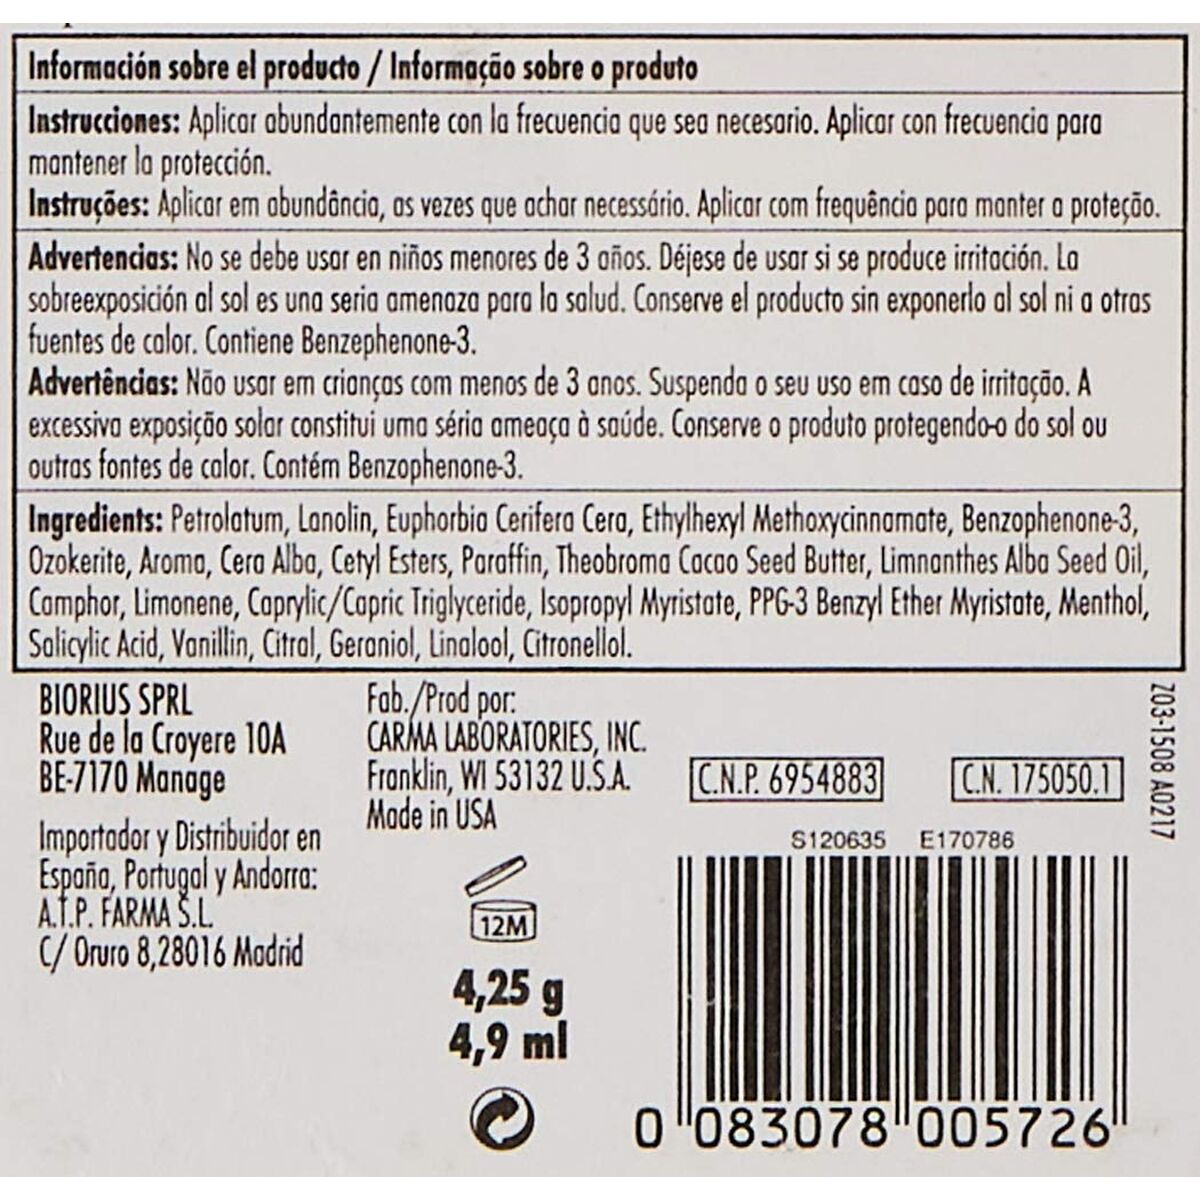 Información sobre el producto / Informação sobre o produto
Instrucciones: Aplicar abundantemente con la frecuencia que sea necesario. Aplicar con frecuencia para
mantener la protección.
Instruções: Aplicar em abundância, as vezes que achar necessário. Aplicar com frequência para manter a proteção.
Advertencias: No se debe usar en niños menores de 3 años. Déjese de usar si se produce irritación. La
sobreexposición al sol es una seria amenaza para la salud. Conserve el producto sin exponerlo al sol ni a otras
fuentes de calor. Contiene Benzephenone-3.
Advertências: Não usar em crianças com menos de 3 anos. Suspenda o seu uso em caso de irritação. A
excessiva exposição solar constitui uma séria ameaça à saúde. Conserve o produto protegendo-o do sol ou
outras fontes de calor. Contém Benzophenone-3.
Ingredients: Petrolatum, Lanolin, Euphorbia Cerifera Cera, Ethylhexyl Methoxycinnamate, Benzophenone-3,
Ozokerite, Aroma, Cera Alba, Cetyl Esters, Paraffin, Theobroma Cacao Seed Butter, Limnanthes Alba Seed Oil,
Camphor, Limonene, Caprylic/Capric Triglyceride, Isopropyl Myristate, PPG-3 Benzyl Ether Myristate, Menthol,
Salicylic Acid, Vanillin, Citral, Geraniol, Linalool, Citronellol.
BIORIUS SPRL
Rue de la Croyere 10A
BE-7170 Manage
Importador y Distribuidor en
España, Portugal y Andorra:
A.T.P. FARMA S.L.
C/ Oruro 8,28016 Madrid
Fab./Prod por:
CARMA LABORATORIES, INC.
Franklin, WI 53132 U.S.A.
Made in USA
12M
4,25 g
4,9 ml
C.N.P. 6954883
C.N. 175050.1
Z03-1508 A0217
S120635 E170786
0 083078 005726